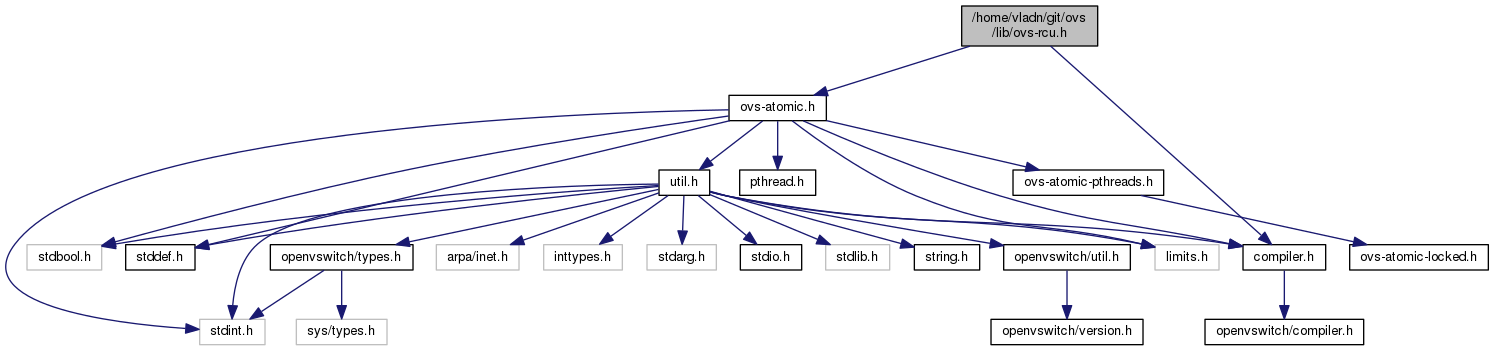 /home/vladn/git/ovs
/lib/ovs-rcu.h
ovs-atomic.h
util.h
pthread.h
ovs-atomic-pthreads.h
stdbool.h
stddef.h
openvswitch/types.h
arpa/inet.h
inttypes.h
stdarg.h
stdio.h
stdlib.h
string.h
openvswitch/util.h
limits.h
compiler.h
ovs-atomic-locked.h
stdint.h
sys/types.h
openvswitch/version.h
openvswitch/compiler.h